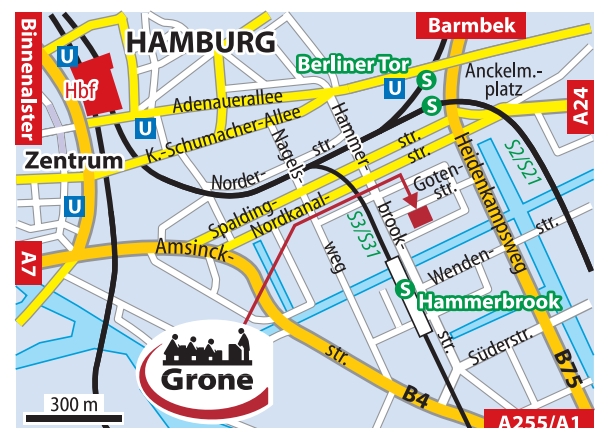 Binnenalster
U
HAMBURG
Barmbek
Berliner Tor
S
Hbf
U
S
Anckelm.-
platz
A24
Adenauerallee
U
K.-Schumacher-Allee
Zentrum
Nagels-
weg
Hammer-
brook-
str.
Norder-
str.
Spalding-
str.
Nordkanal-
str.
Goten-
str.
Heidenkampsweg
S2/S21
S3/S31
U
A7
Amsinck-
str.
Wenden-
str.
S
Hammerbrook
Süderstr.
Grone
B4
B75
300 m
A255/A1